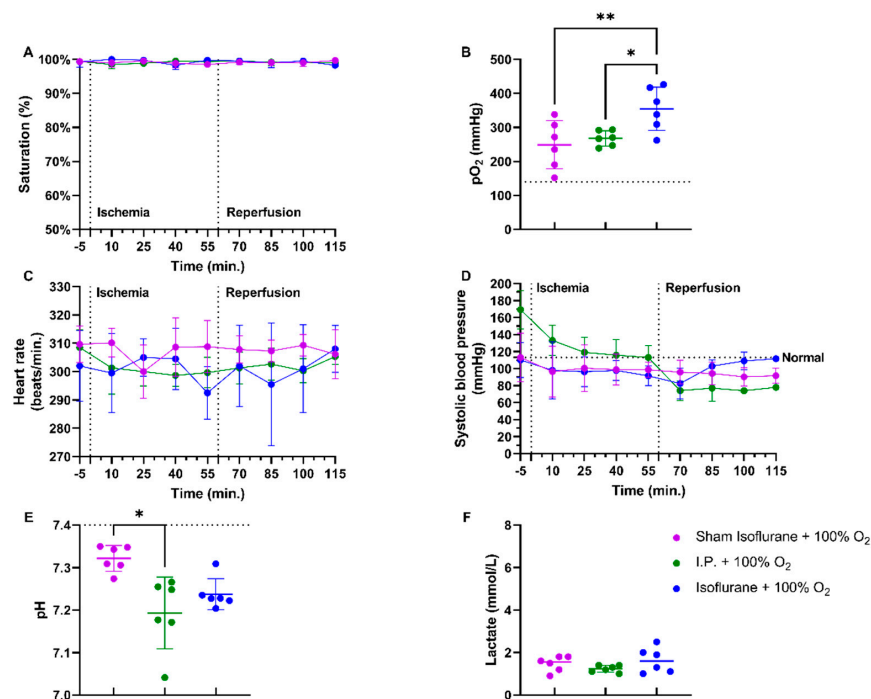 A
100%
90%
80%
70%
60%
50%
Saturation (%)
Ischemia
Reperfusion
-5 10 25 40 55 70 85 100 115
Time (min.)
B
**
*
500
400
300
200
100
0
pO2 (mmHg)
C
330
320
310
300
290
280
270
Heart rate
(beats/min.)
Ischemia
Reperfusion
-5 10 25 40 55 70 85 100 115
Time (min.)
D
200
180
160
140
120
100
80
60
40
20
0
Systolic blood pressure
(mmHg)
Ischemia
Reperfusion
Normal
-5 10 25 40 55 70 85 100 115
Time (min.)
E
*
7.4
7.3
7.2
7.1
7.0
pH
F
8
6
4
2
0
Lactate (mmol/L)
Sham Isoflurane + 100% O2
I.P. + 100% O2
Isoflurane + 100% O2